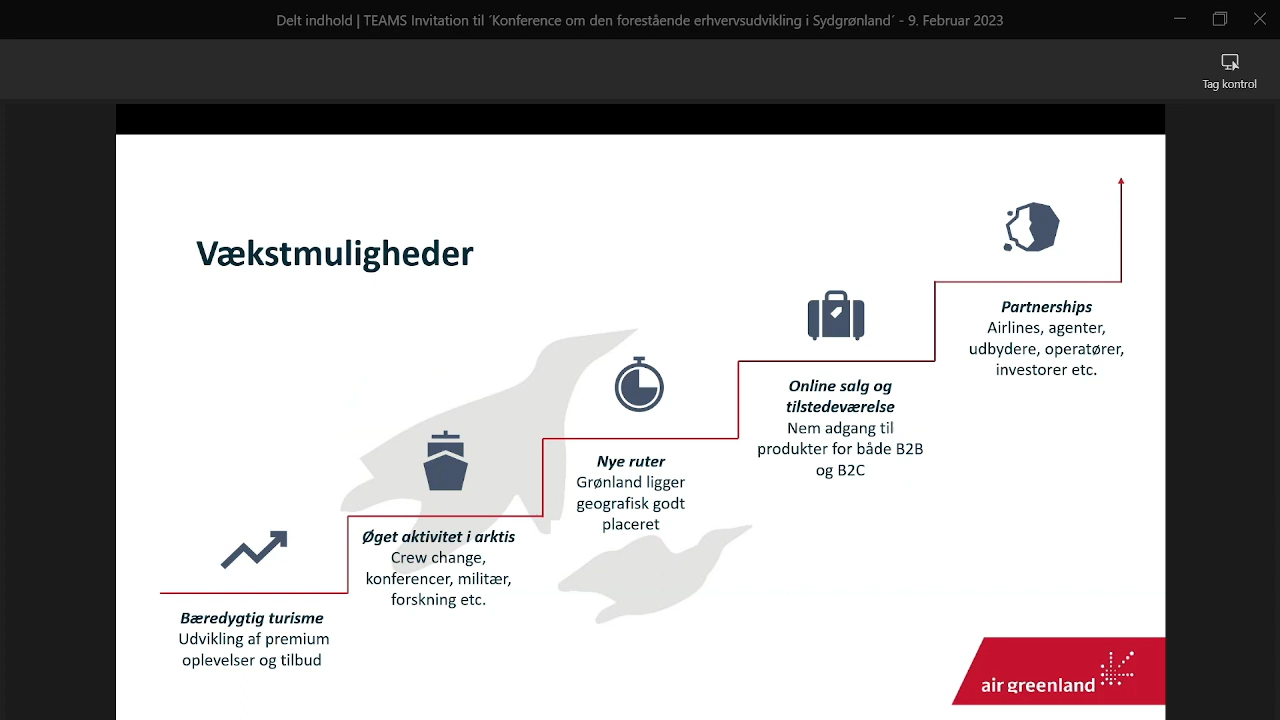 Delt indhold | TEAMS Invitation til ´Konference om den forestående erhvervsudvikling i Sydgrønland´ - 9. Februar 2023
Tag kontrol
Vækstmuligheder
Bæredygtig turisme
Udvikling af premium
oplevelser og tilbud
Øget aktivitet i arktis
Crew change,
konferencer, militær,
forskning etc.
Nye ruter
Grønland ligger
geografisk godt
placeret
Online salg og
tilstedeværelse
Nem adgang til
produkter for både B2B
og B2C
Partnerships
Airlines, agenter,
udbydere, operatører,
investorer etc.
air greenland